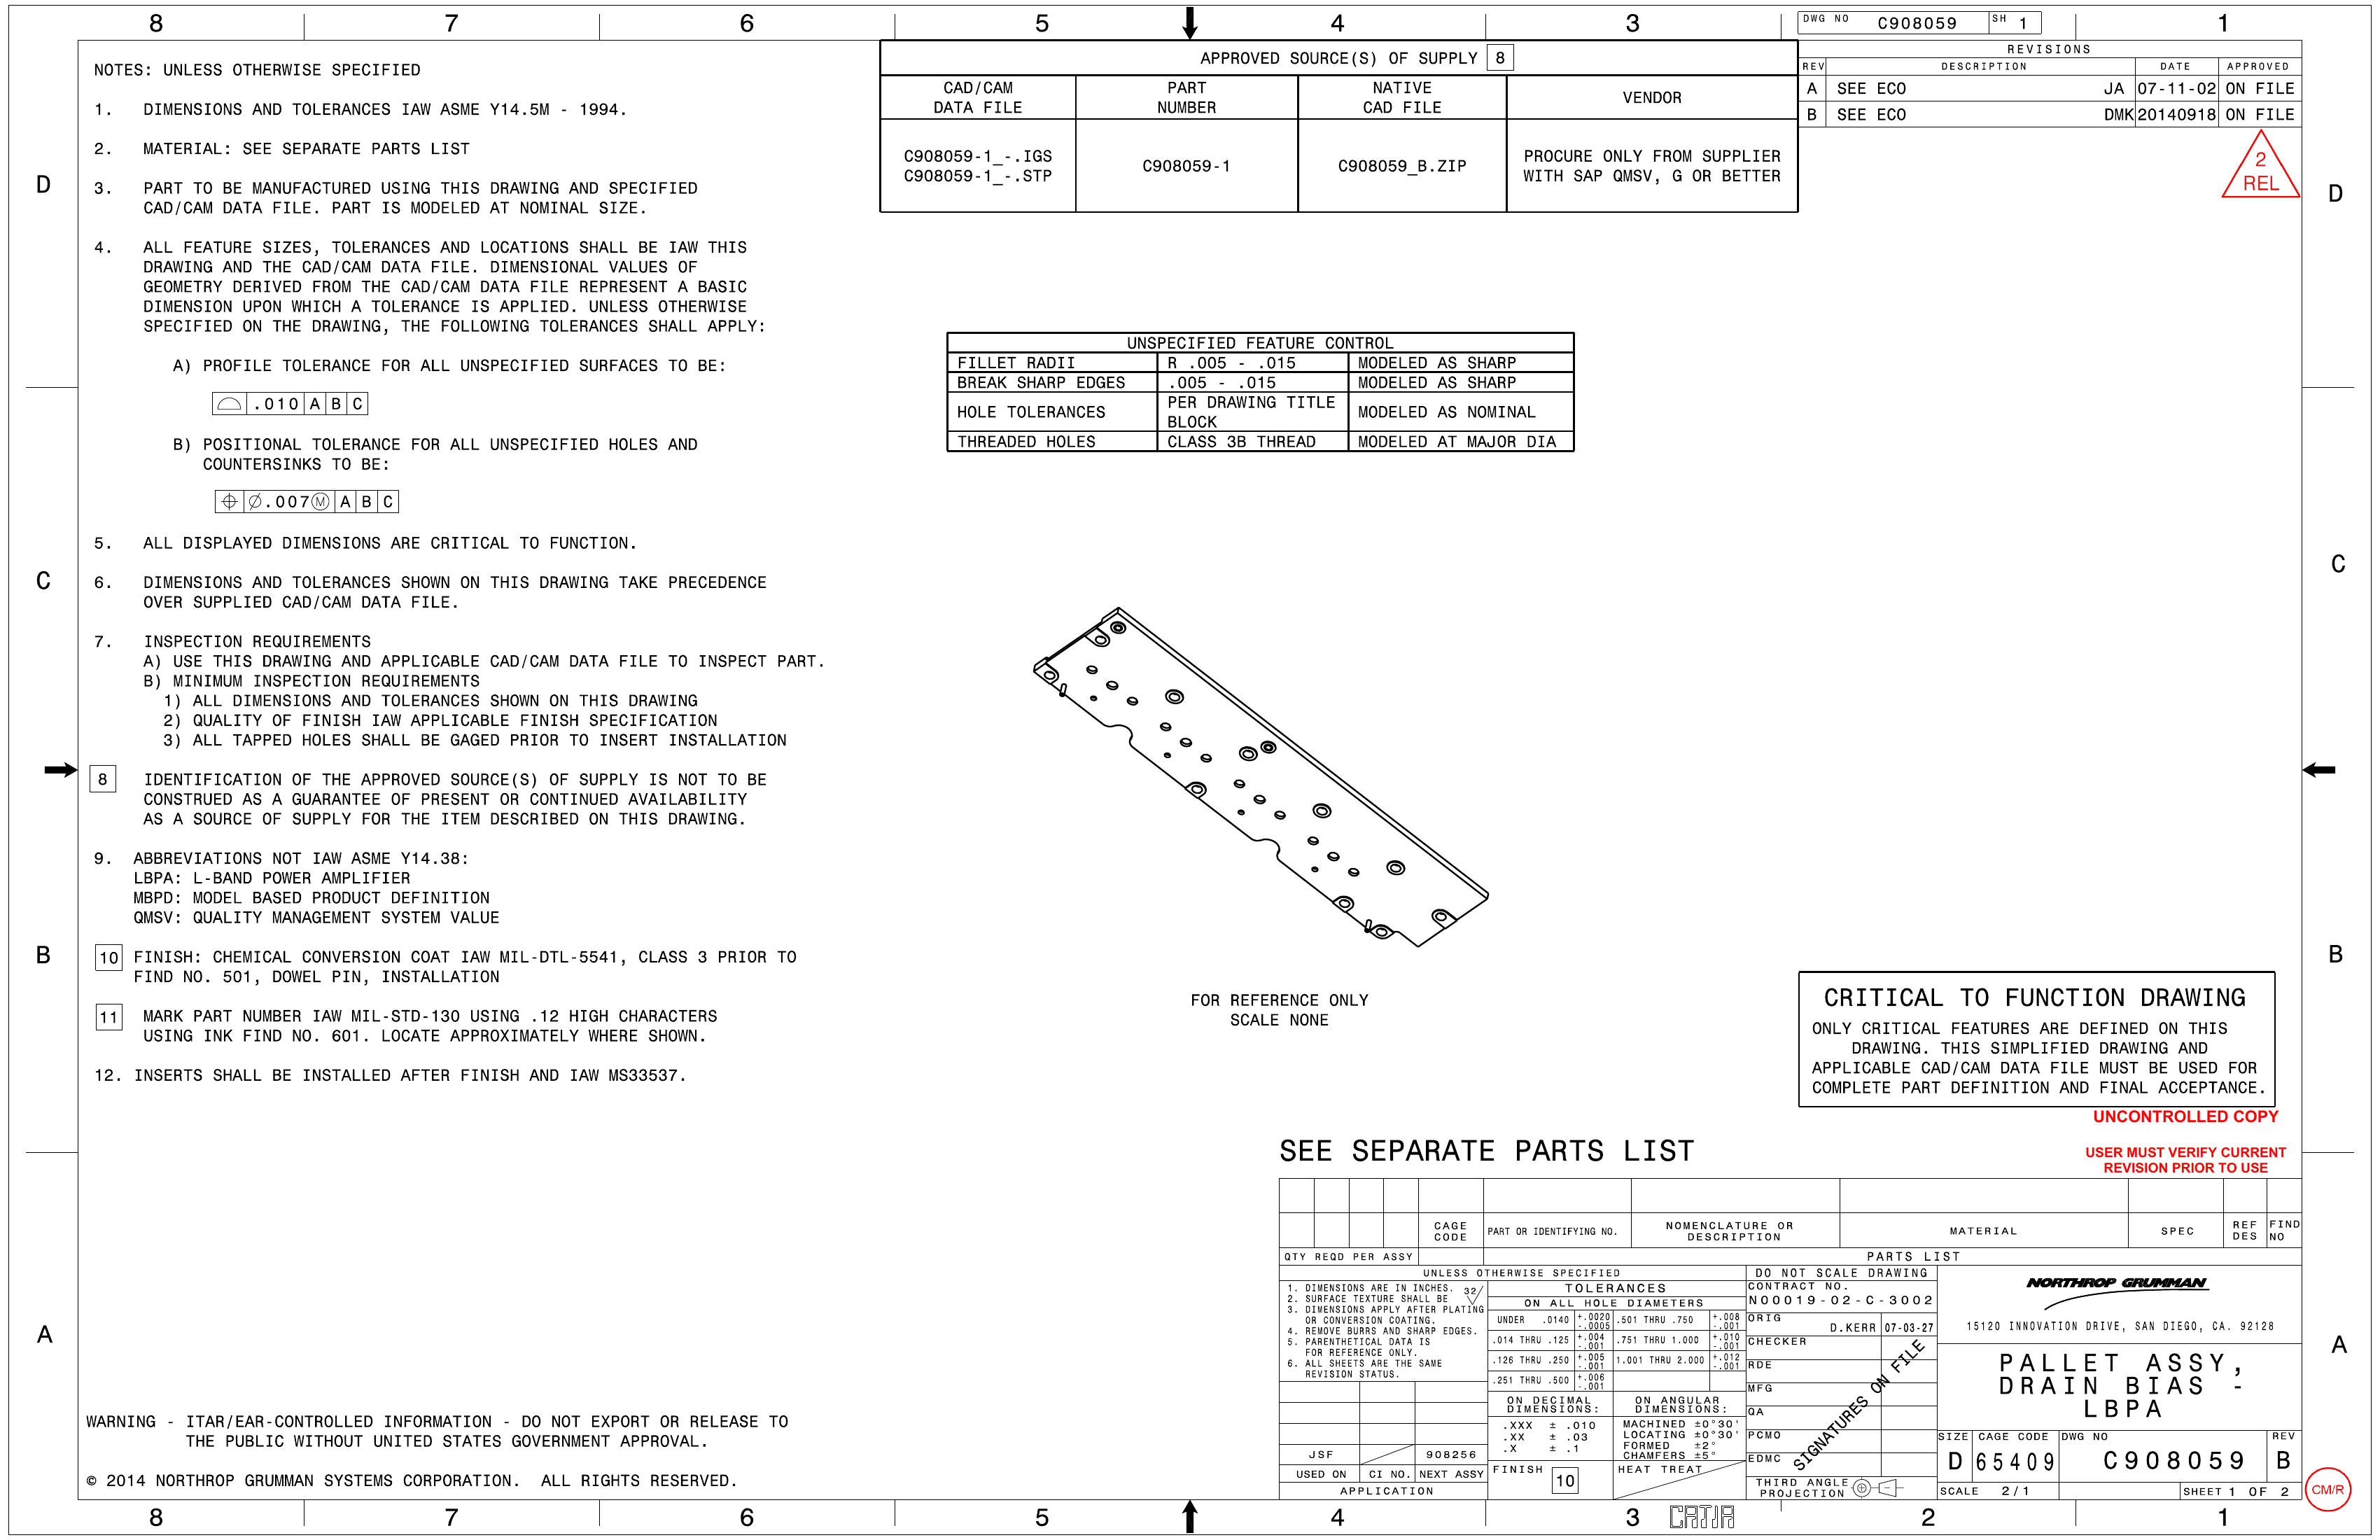 8 7 6 5 4 3 1
DWG NO C908059 SH 1
REVISIONS
REV DESCRIPTION DATE APPROVED
A SEE ECO JA 07-11-02 ON FILE
B SEE ECO DMK 20140918 ON FILE
2
REL
APPROVED SOURCE(S) OF SUPPLY 8
CAD/CAM DATA FILE PART NUMBER NATIVE CAD FILE VENDOR
C908059-1_-.IGS
C908059-1_-.STP
C908059-1
C908059_B.ZIP
PROCURE ONLY FROM SUPPLIER
WITH SAP QMSV, G OR BETTER
NOTES: UNLESS OTHERWISE SPECIFIED
1. DIMENSIONS AND TOLERANCES IAW ASME Y14.5M - 1994.
2. MATERIAL: SEE SEPARATE PARTS LIST
3. PART TO BE MANUFACTURED USING THIS DRAWING AND SPECIFIED
CAD/CAM DATA FILE. PART IS MODELED AT NOMINAL SIZE.
4. ALL FEATURE SIZES, TOLERANCES AND LOCATIONS SHALL BE IAW THIS
DRAWING AND THE CAD/CAM DATA FILE. DIMENSIONAL VALUES OF
GEOMETRY DERIVED FROM THE CAD/CAM DATA FILE REPRESENT A BASIC
DIMENSION UPON WHICH A TOLERANCE IS APPLIED. UNLESS OTHERWISE
SPECIFIED ON THE DRAWING, THE FOLLOWING TOLERANCES SHALL APPLY:
A) PROFILE TOLERANCE FOR ALL UNSPECIFIED SURFACES TO BE:
⌓ .010 A B C
B) POSITIONAL TOLERANCE FOR ALL UNSPECIFIED HOLES AND
COUNTERSINKS TO BE:
⌖ ⌀.007 Ⓜ A B C
5. ALL DISPLAYED DIMENSIONS ARE CRITICAL TO FUNCTION.
6. DIMENSIONS AND TOLERANCES SHOWN ON THIS DRAWING TAKE PRECEDENCE
OVER SUPPLIED CAD/CAM DATA FILE.
7. INSPECTION REQUIREMENTS
A) USE THIS DRAWING AND APPLICABLE CAD/CAM DATA FILE TO INSPECT PART.
B) MINIMUM INSPECTION REQUIREMENTS
1) ALL DIMENSIONS AND TOLERANCES SHOWN ON THIS DRAWING
2) QUALITY OF FINISH IAW APPLICABLE FINISH SPECIFICATION
3) ALL TAPPED HOLES SHALL BE GAGED PRIOR TO INSERT INSTALLATION
8 IDENTIFICATION OF THE APPROVED SOURCE(S) OF SUPPLY IS NOT TO BE
CONSTRUED AS A GUARANTEE OF PRESENT OR CONTINUED AVAILABILITY
AS A SOURCE OF SUPPLY FOR THE ITEM DESCRIBED ON THIS DRAWING.
9. ABBREVIATIONS NOT IAW ASME Y14.38:
LBPA: L-BAND POWER AMPLIFIER
MBPD: MODEL BASED PRODUCT DEFINITION
QMSV: QUALITY MANAGEMENT SYSTEM VALUE
10 FINISH: CHEMICAL CONVERSION COAT IAW MIL-DTL-5541, CLASS 3 PRIOR TO
FIND NO. 501, DOWEL PIN, INSTALLATION
11 MARK PART NUMBER IAW MIL-STD-130 USING .12 HIGH CHARACTERS
USING INK FIND NO. 601. LOCATE APPROXIMATELY WHERE SHOWN.
12. INSERTS SHALL BE INSTALLED AFTER FINISH AND IAW MS33537.
WARNING - ITAR/EAR-CONTROLLED INFORMATION - DO NOT EXPORT OR RELEASE TO
THE PUBLIC WITHOUT UNITED STATES GOVERNMENT APPROVAL.
© 2014 NORTHROP GRUMMAN SYSTEMS CORPORATION. ALL RIGHTS RESERVED.
UNSPECIFIED FEATURE CONTROL
FILLET RADII R .005 - .015 MODELED AS SHARP
BREAK SHARP EDGES .005 - .015 MODELED AS SHARP
HOLE TOLERANCES PER DRAWING TITLE BLOCK MODELED AS NOMINAL
THREADED HOLES CLASS 3B THREAD MODELED AT MAJOR DIA
FOR REFERENCE ONLY
SCALE NONE
CRITICAL TO FUNCTION DRAWING
ONLY CRITICAL FEATURES ARE DEFINED ON THIS
DRAWING. THIS SIMPLIFIED DRAWING AND
APPLICABLE CAD/CAM DATA FILE MUST BE USED FOR
COMPLETE PART DEFINITION AND FINAL ACCEPTANCE.
UNCONTROLLED COPY
USER MUST VERIFY CURRENT
REVISION PRIOR TO USE
SEE SEPARATE PARTS LIST
QTY REQD PER ASSY CAGE CODE PART OR IDENTIFYING NO. NOMENCLATURE OR DESCRIPTION MATERIAL SPEC REF DES FIND NO
PARTS LIST
UNLESS OTHERWISE SPECIFIED
1. DIMENSIONS ARE IN INCHES.
2. SURFACE TEXTURE SHALL BE 32/
3. DIMENSIONS APPLY AFTER PLATING
OR CONVERSION COATING.
4. REMOVE BURRS AND SHARP EDGES.
5. PARENTHETICAL DATA IS
FOR REFERENCE ONLY.
6. ALL SHEETS ARE THE SAME
REVISION STATUS.
TOLERANCES
ON ALL HOLE DIAMETERS
UNDER .0140 +.0020 -.0005 .501 THRU .750 +.008 -.001
.014 THRU .125 +.004 -.001 .751 THRU 1.000 +.010 -.001
.126 THRU .250 +.005 -.001 1.001 THRU 2.000 +.012 -.001
.251 THRU .500 +.006 -.001
ON DECIMAL DIMENSIONS:
.XXX ± .010
.XX ± .03
.X ± .1
ON ANGULAR DIMENSIONS:
MACHINED ±0°30'
LOCATING ±0°30'
FORMED ±2°
CHAMFERS ±5°
FINISH 10
HEAT TREAT
JSF 908256
USED ON CI NO. NEXT ASSY
APPLICATION
DO NOT SCALE DRAWING
CONTRACT NO.
N00019-02-C-3002
ORIG D.KERR 07-03-27
CHECKER
RDE
MFG
QA
PCMO
EDMC
SIGNATURES ON FILE
THIRD ANGLE
PROJECTION
NORTHROP GRUMMAN
15120 INNOVATION DRIVE, SAN DIEGO, CA. 92128
PALLET ASSY,
DRAIN BIAS -
LBPA
SIZE D CAGE CODE 65409 DWG NO C908059 REV B
SCALE 2/1 SHEET 1 OF 2
CM/R
CATIA
8 7 6 5 4 3 2 1
D C B A
D C B A